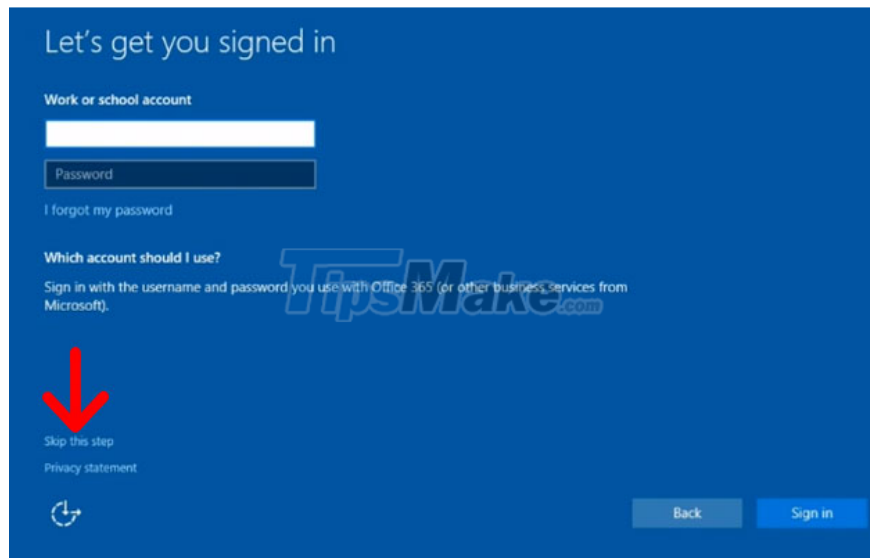 Let's get you signed in
Work or school account
Password
I forgot my password
Which account should I use?
Sign in with the username and password you use with Office 365 (or other business services from
Microsoft).
TipsMake.com
Skip this step
Privacy statement
Back
Sign in